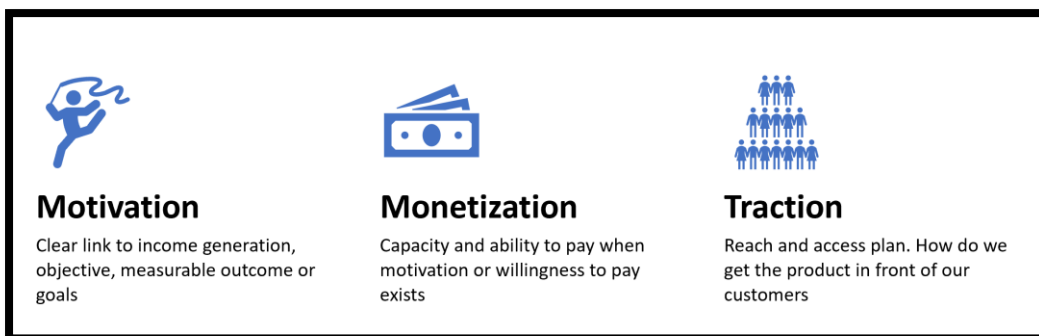 Motivation
Clear link to income generation,
objective, measurable outcome or
goals
Monetization
Capacity and ability to pay when
motivation or willingness to pay
exists
Traction
Reach and access plan. How do we
get the product in front of our
customers